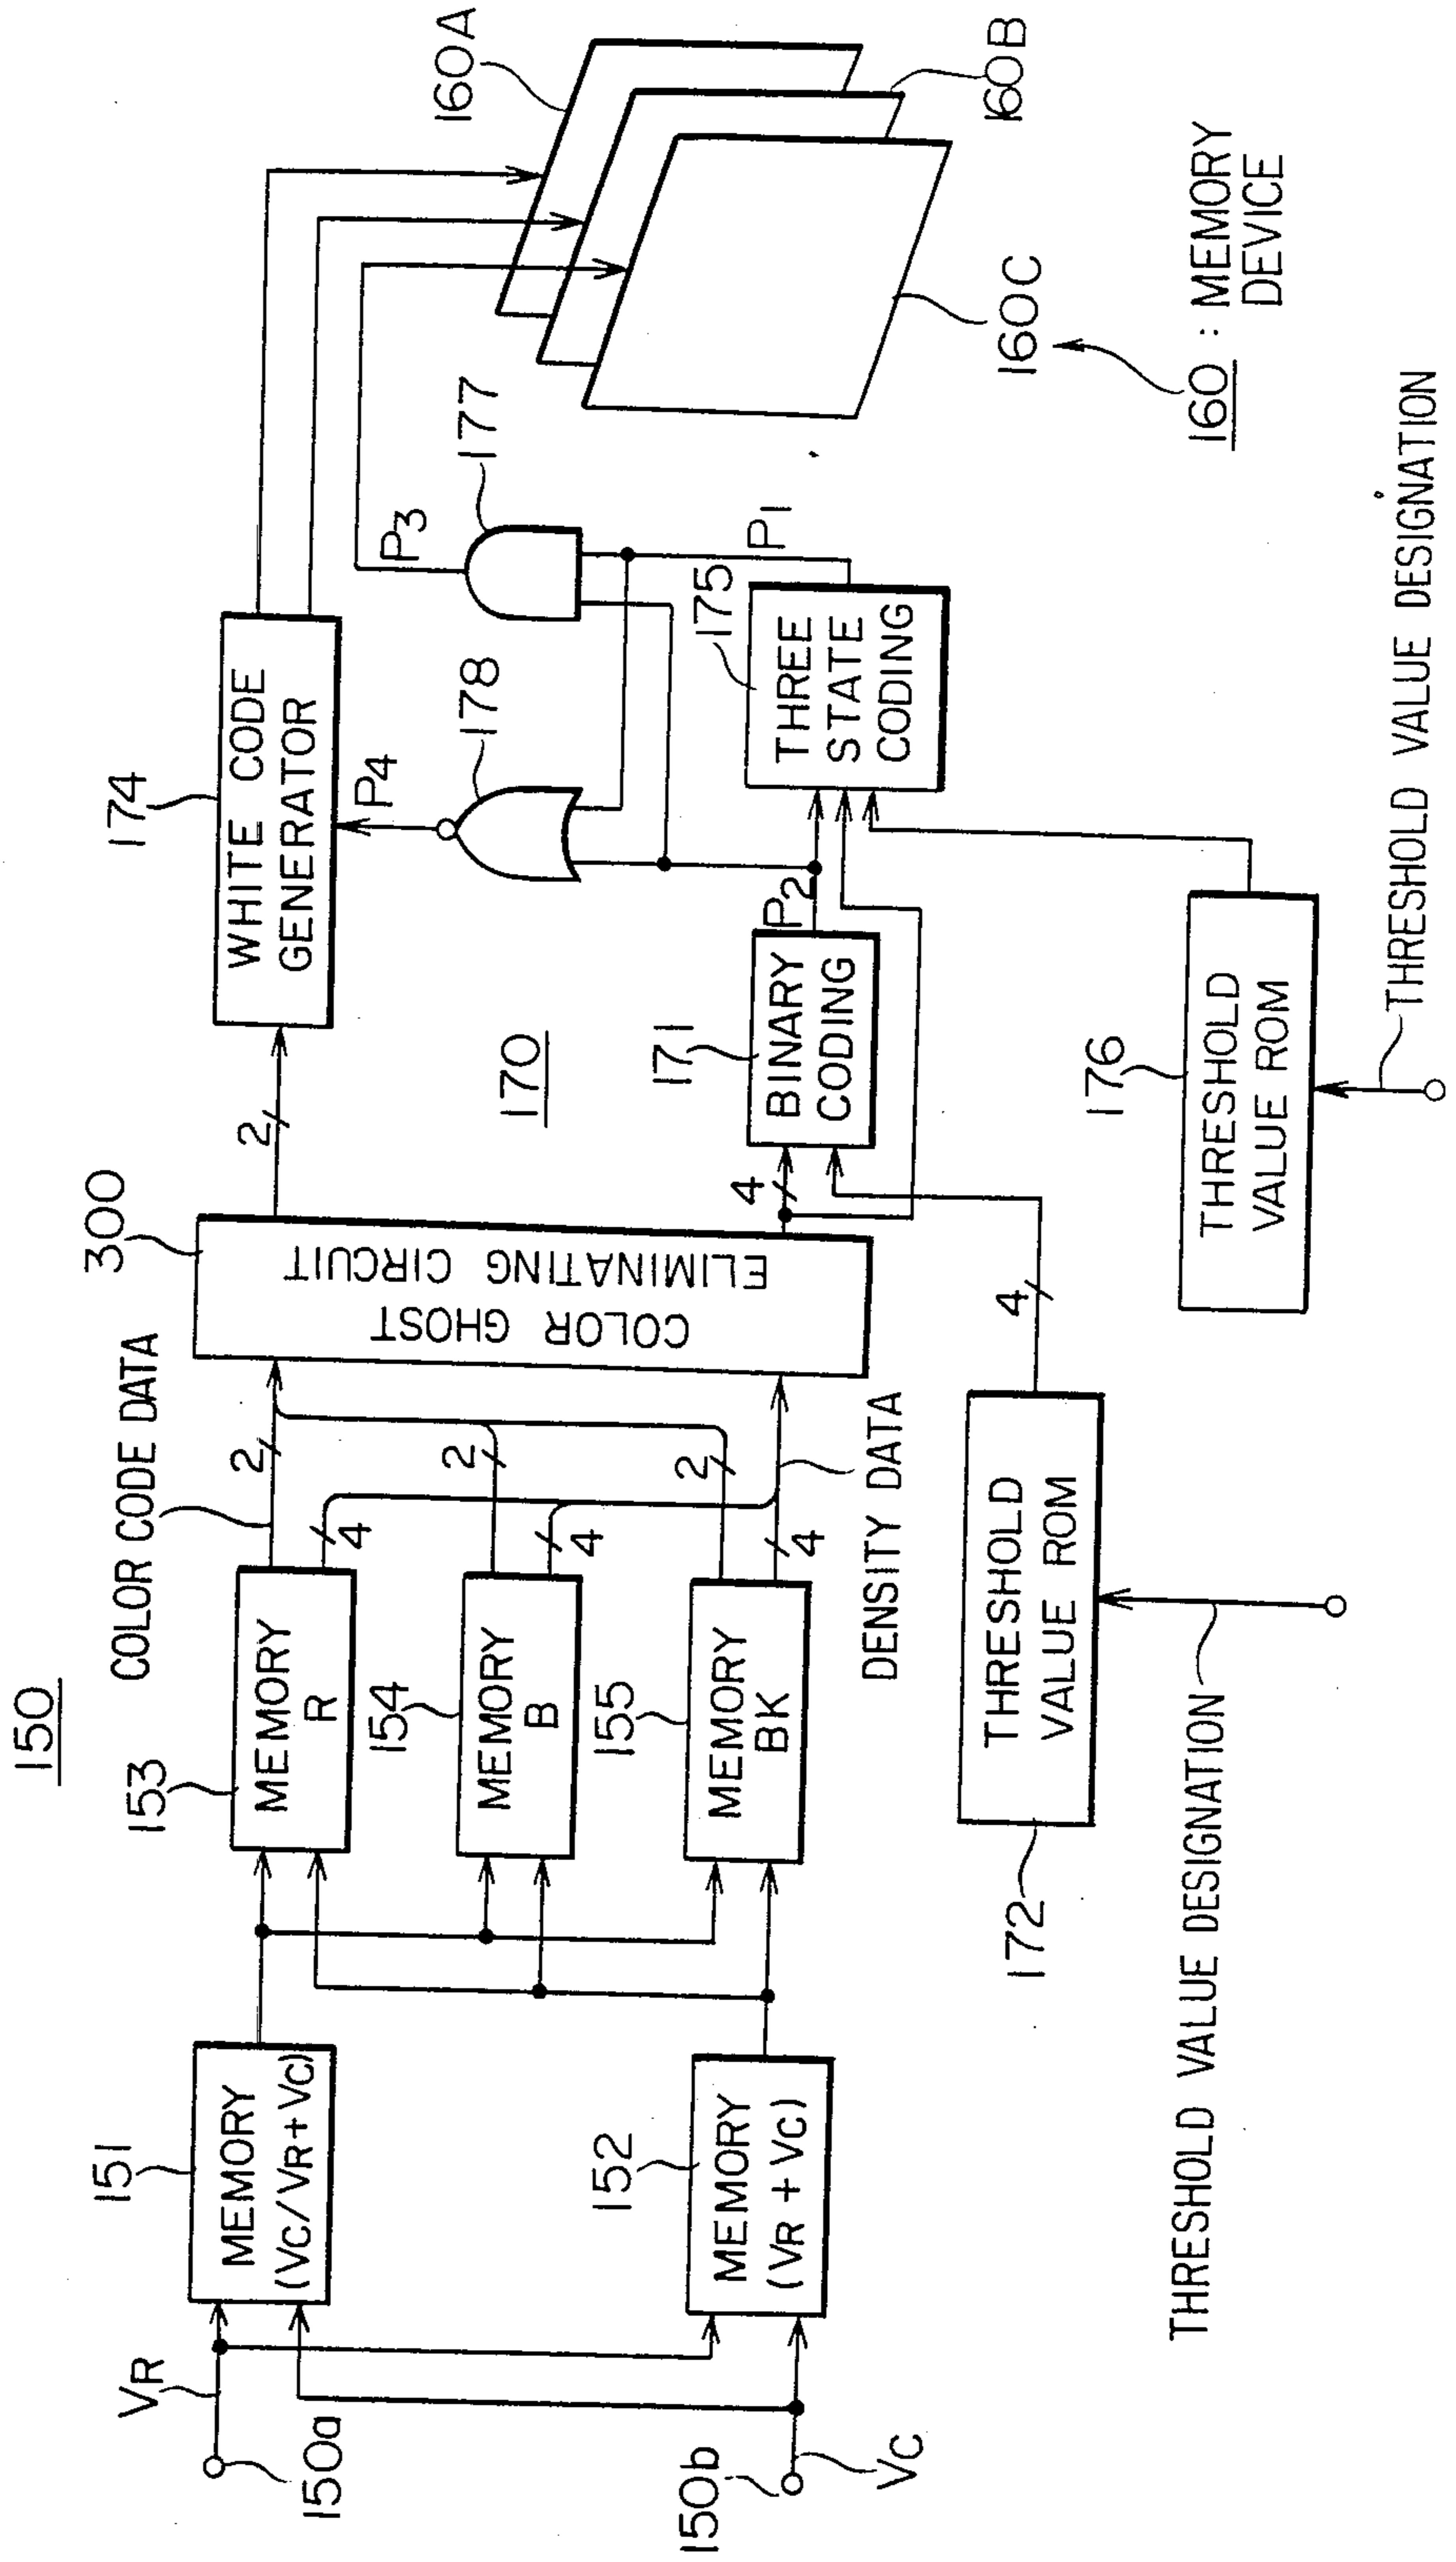 150
VR
150a
150b
VC
151
MEMORY
(VC/VR+VC)
152
MEMORY
(VR + VC)
153
MEMORY
R
154
MEMORY
B
155
MEMORY
BK
COLOR CODE DATA
2
4
2
4
2
4
DENSITY DATA
300
COLOR GHOST
ELIMINATING CIRCUIT
2
4
170
172
THRESHOLD
VALUE ROM
4
THRESHOLD VALUE DESIGNATION
171
BINARY
CODING
P2
174
WHITE CODE
GENERATOR
P4
178
177
P3
175
THREE
STATE
CODING
P1
176
THRESHOLD
VALUE ROM
THRESHOLD VALUE DESIGNATION
160A
160B
160C
160 : MEMORY
DEVICE